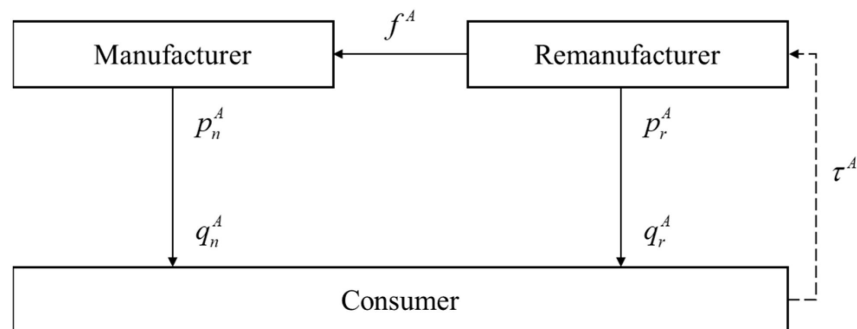 f^A
Manufacturer Remanufacturer
p_n^A p_r^A
τ^A
q_n^A q_r^A
Consumer